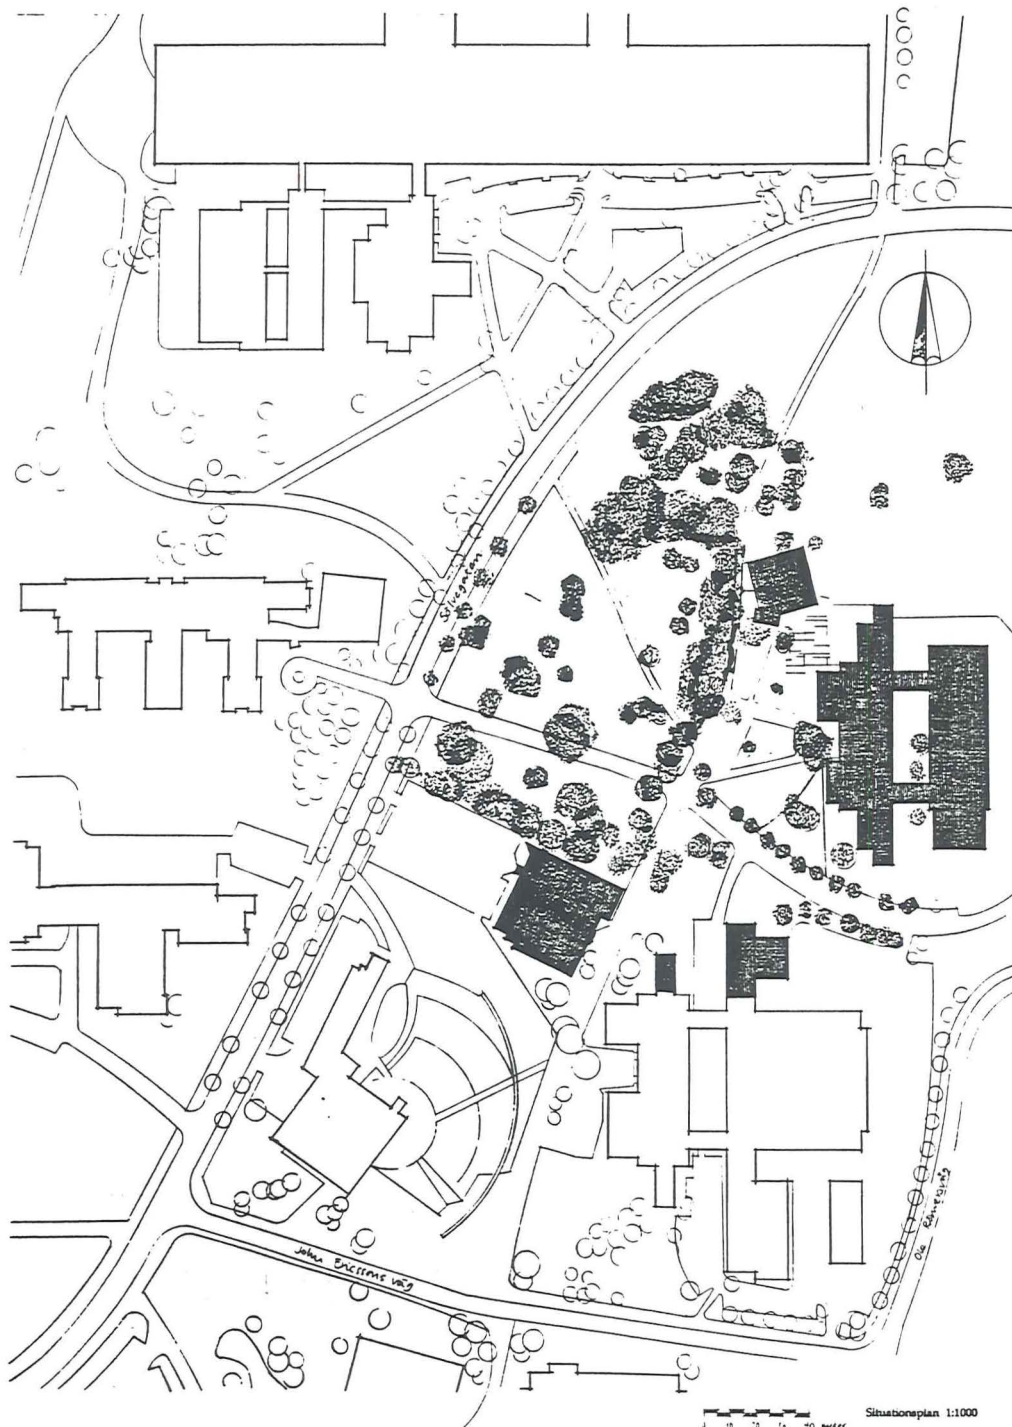 Sölvegatan
John Ericssons väg
Ole Römers väg
Situationsplan 1:1000